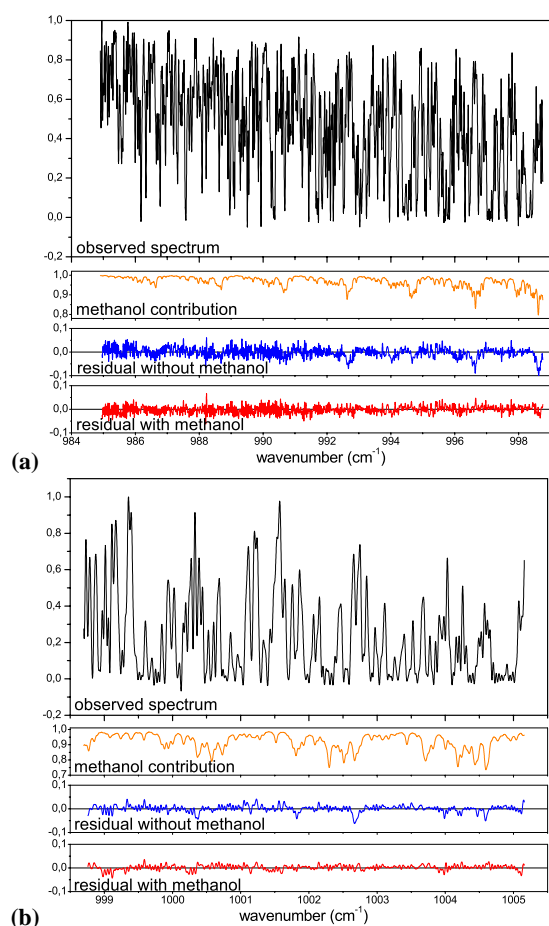 1,0
0,8
0,6
0,4
0,2
0,0
-0,2
observed spectrum
1,0
0,9
0,8
methanol contribution
0,1
0,0
0,1
residual without methanol
0,1
0,0
0,1
residual with methanol
984 986 988 990 992 994 996 998
wavenumber (cm⁻¹)
(a)
1,0
0,8
0,6
0,4
0,2
0,0
-0,2
observed spectrum
1,0
0,9
0,8
0,7
methanol contribution
0,1
0,0
-0,1
residual without methanol
0,1
0,0
-0,1
residual with methanol
999 1000 1001 1002 1003 1004 1005
wavenumber (cm⁻¹)
(b)